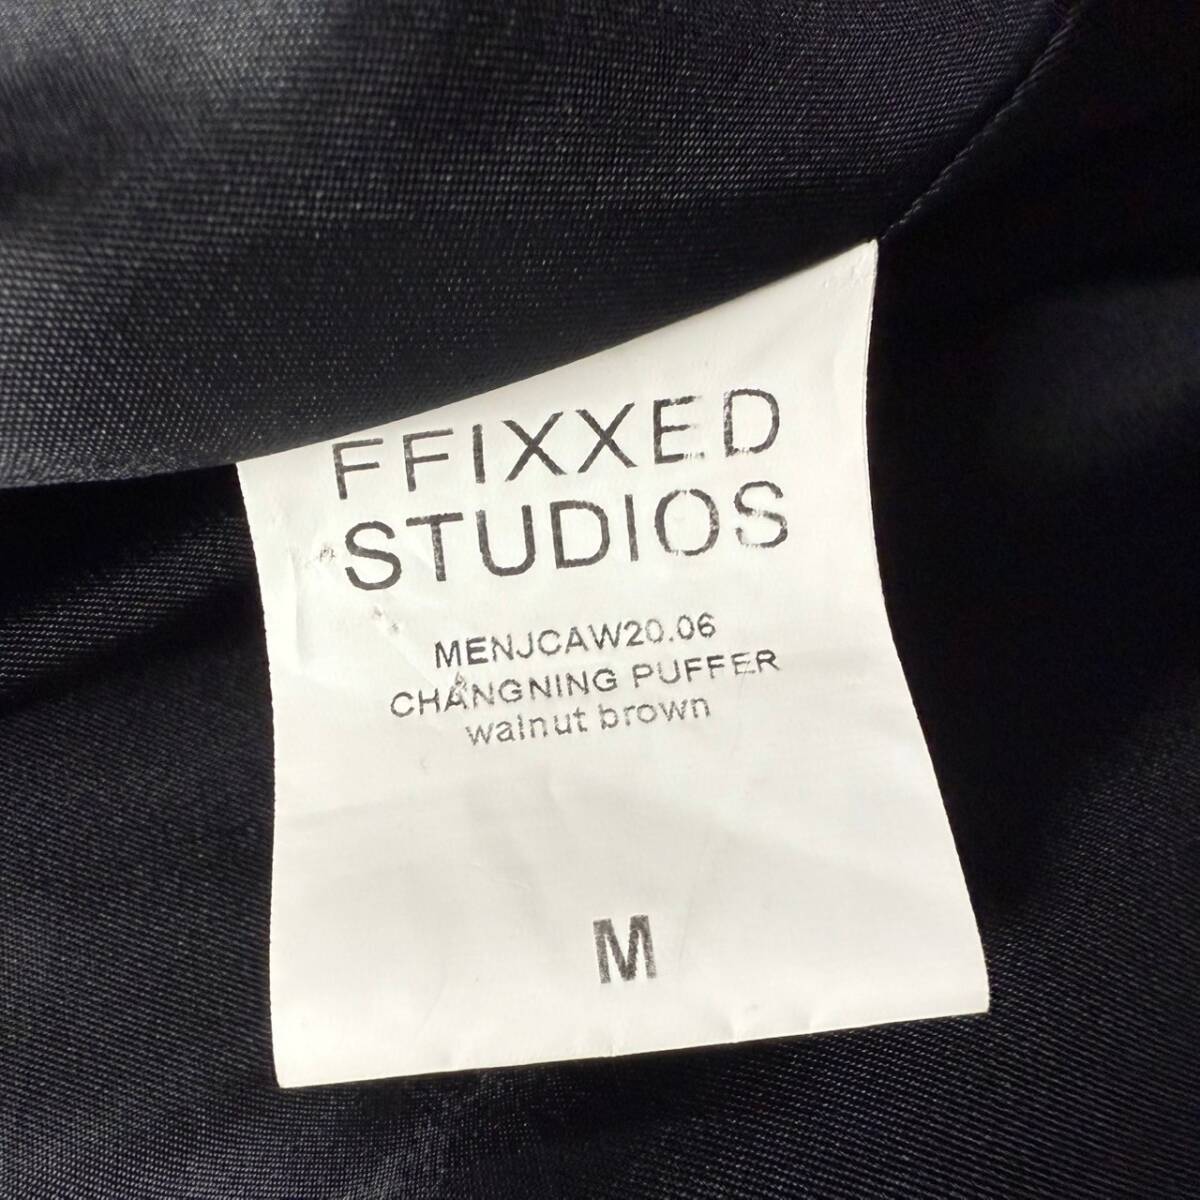 FFIXXED
STUDIOS
MENJCAW20.06
CHANGNING PUFFER
walnut brown
M